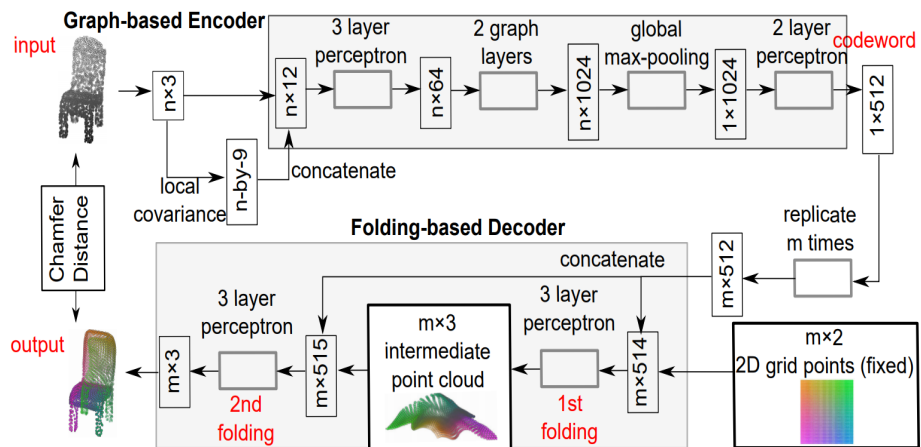 Graph-based Encoder
input
n×3
local
covariance
n-by-9
concatenate
n×12
3 layer
perceptron
n×64
2 graph
layers
n×1024
global
max-pooling
1×1024
2 layer
perceptron
codeword
1×512
replicate
m times
m×512
Chamfer
Distance
Folding-based Decoder
concatenate
m×2
2D grid points (fixed)
m×514
3 layer
perceptron
1st
folding
m×3
intermediate
point cloud
m×515
3 layer
perceptron
2nd
folding
m×3
output